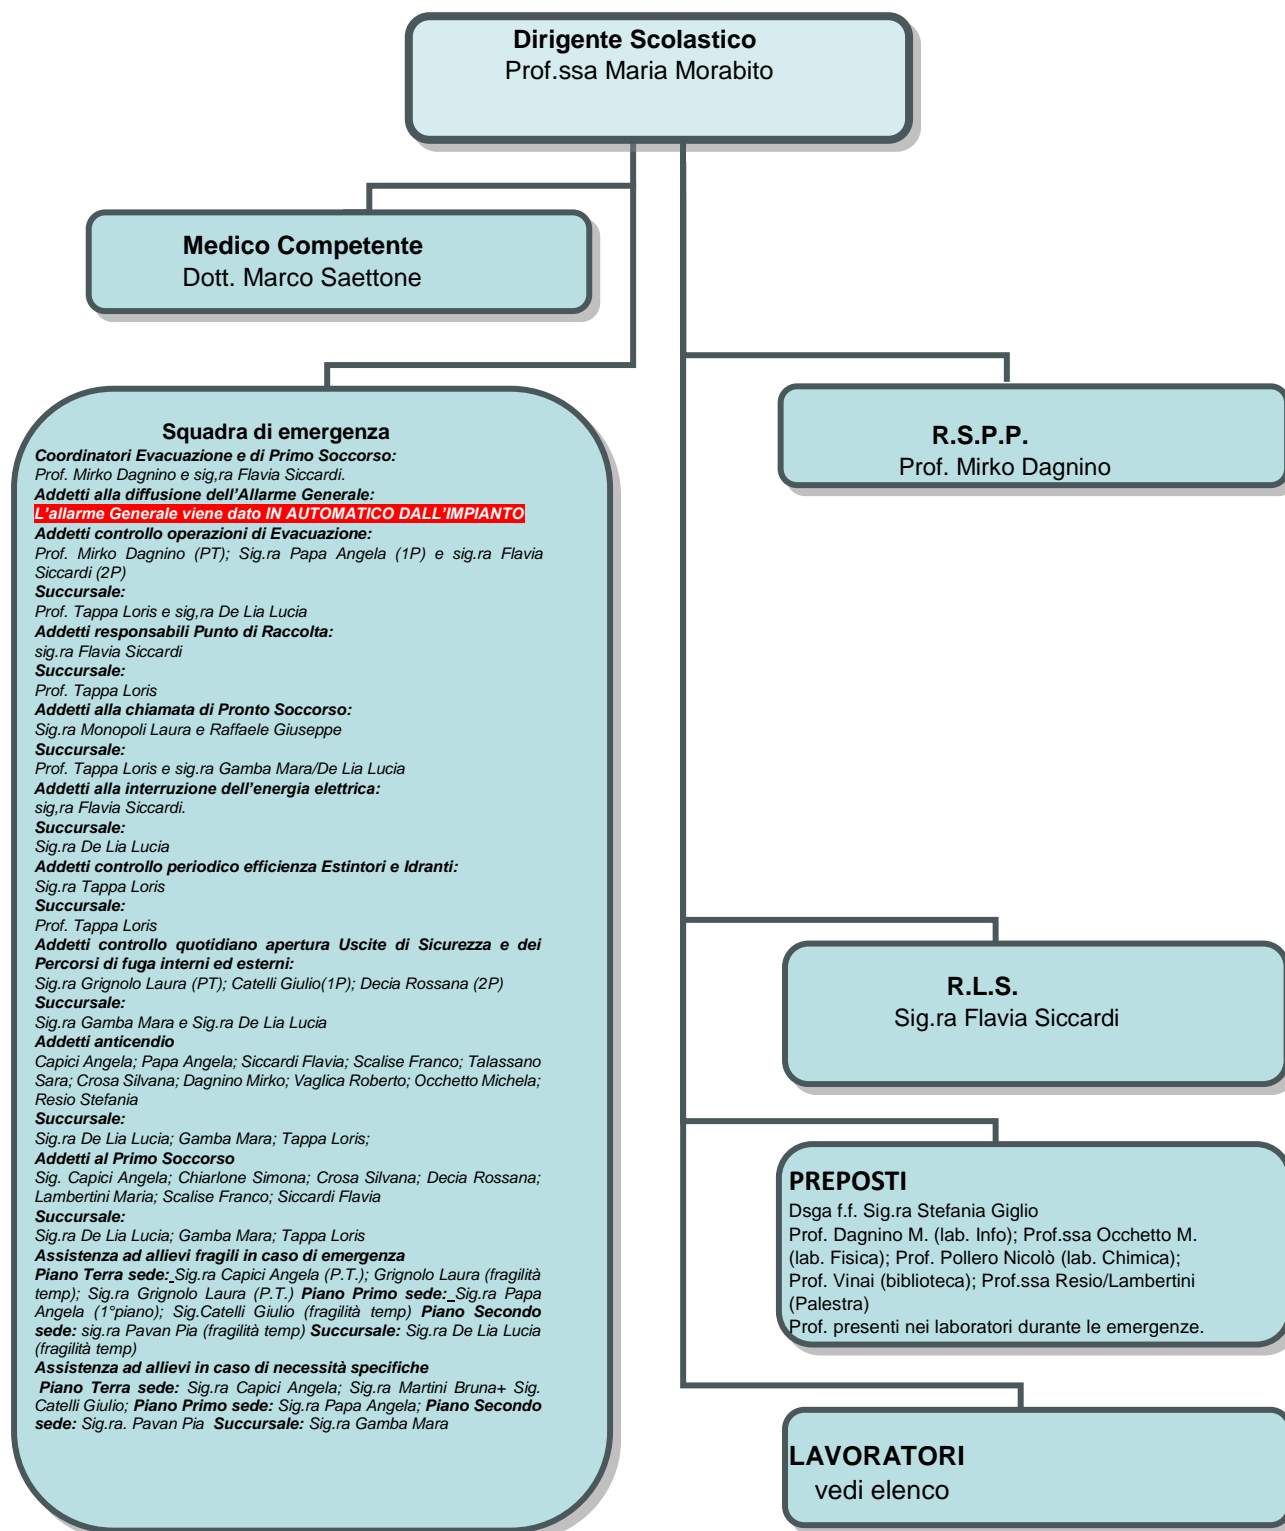 Dirigente Scolastico
Prof.ssa Maria Morabito
Medico Competente
Dott. Marco Saettone
Squadra di emergenza
Coordinatori Evacuazione e di Primo Soccorso:
Prof. Mirko Dagnino e sig,ra Flavia Siccardi.
Addetti alla diffusione dell’Allarme Generale:
L’allarme Generale viene dato IN AUTOMATICO DALL’IMPIANTO
Addetti controllo operazioni di Evacuazione:
Prof. Mirko Dagnino (PT); Sig.ra Papa Angela (1P) e sig.ra Flavia
Siccardi (2P)
Succursale:
Prof. Tappa Loris e sig,ra De Lia Lucia
Addetti responsabili Punto di Raccolta:
sig.ra Flavia Siccardi
Succursale:
Prof. Tappa Loris
Addetti alla chiamata di Pronto Soccorso:
Sig.ra Monopoli Laura e Raffaele Giuseppe
Succursale:
Prof. Tappa Loris e sig.ra Gamba Mara/De Lia Lucia
Addetti alla interruzione dell’energia elettrica:
sig,ra Flavia Siccardi.
Succursale:
Sig.ra De Lia Lucia
Addetti controllo periodico efficienza Estintori e Idranti:
Sig.ra Tappa Loris
Succursale:
Prof. Tappa Loris
Addetti controllo quotidiano apertura Uscite di Sicurezza e dei
Percorsi di fuga interni ed esterni:
Sig.ra Grignolo Laura (PT); Catelli Giulio(1P); Decia Rossana (2P)
Succursale:
Sig.ra Gamba Mara e Sig.ra De Lia Lucia
Addetti anticendio
Capici Angela; Papa Angela; Siccardi Flavia; Scalise Franco; Talassano
Sara; Crosa Silvana; Dagnino Mirko; Vaglica Roberto; Occhetto Michela;
Resio Stefania
Succursale:
Sig.ra De Lia Lucia; Gamba Mara; Tappa Loris;
Addetti al Primo Soccorso
Sig. Capici Angela; Chiarlone Simona; Crosa Silvana; Decia Rossana;
Lambertini Maria; Scalise Franco; Siccardi Flavia
Succursale:
Sig.ra De Lia Lucia; Gamba Mara; Tappa Loris
Assistenza ad allievi fragili in caso di emergenza
Piano Terra sede: Sig.ra Capici Angela (P.T.); Grignolo Laura (fragilità
temp); Sig.ra Grignolo Laura (P.T.) Piano Primo sede: Sig.ra Papa
Angela (1°piano); Sig.Catelli Giulio (fragilità temp) Piano Secondo
sede: sig.ra Pavan Pia (fragilità temp) Succursale: Sig.ra De Lia Lucia
(fragilità temp)
Assistenza ad allievi in caso di necessità specifiche
Piano Terra sede: Sig.ra Capici Angela; Sig.ra Martini Bruna+ Sig.
Catelli Giulio; Piano Primo sede: Sig.ra Papa Angela; Piano Secondo
sede: Sig.ra. Pavan Pia Succursale: Sig.ra Gamba Mara
R.S.P.P.
Prof. Mirko Dagnino
R.L.S.
Sig.ra Flavia Siccardi
PREPOSTI
Dsga f.f. Sig.ra Stefania Giglio
Prof. Dagnino M. (lab. Info); Prof.ssa Occhetto M.
(lab. Fisica); Prof. Pollero Nicolò (lab. Chimica);
Prof. Vinai (biblioteca); Prof.ssa Resio/Lambertini
(Palestra)
Prof. presenti nei laboratori durante le emergenze.
LAVORATORI
vedi elenco